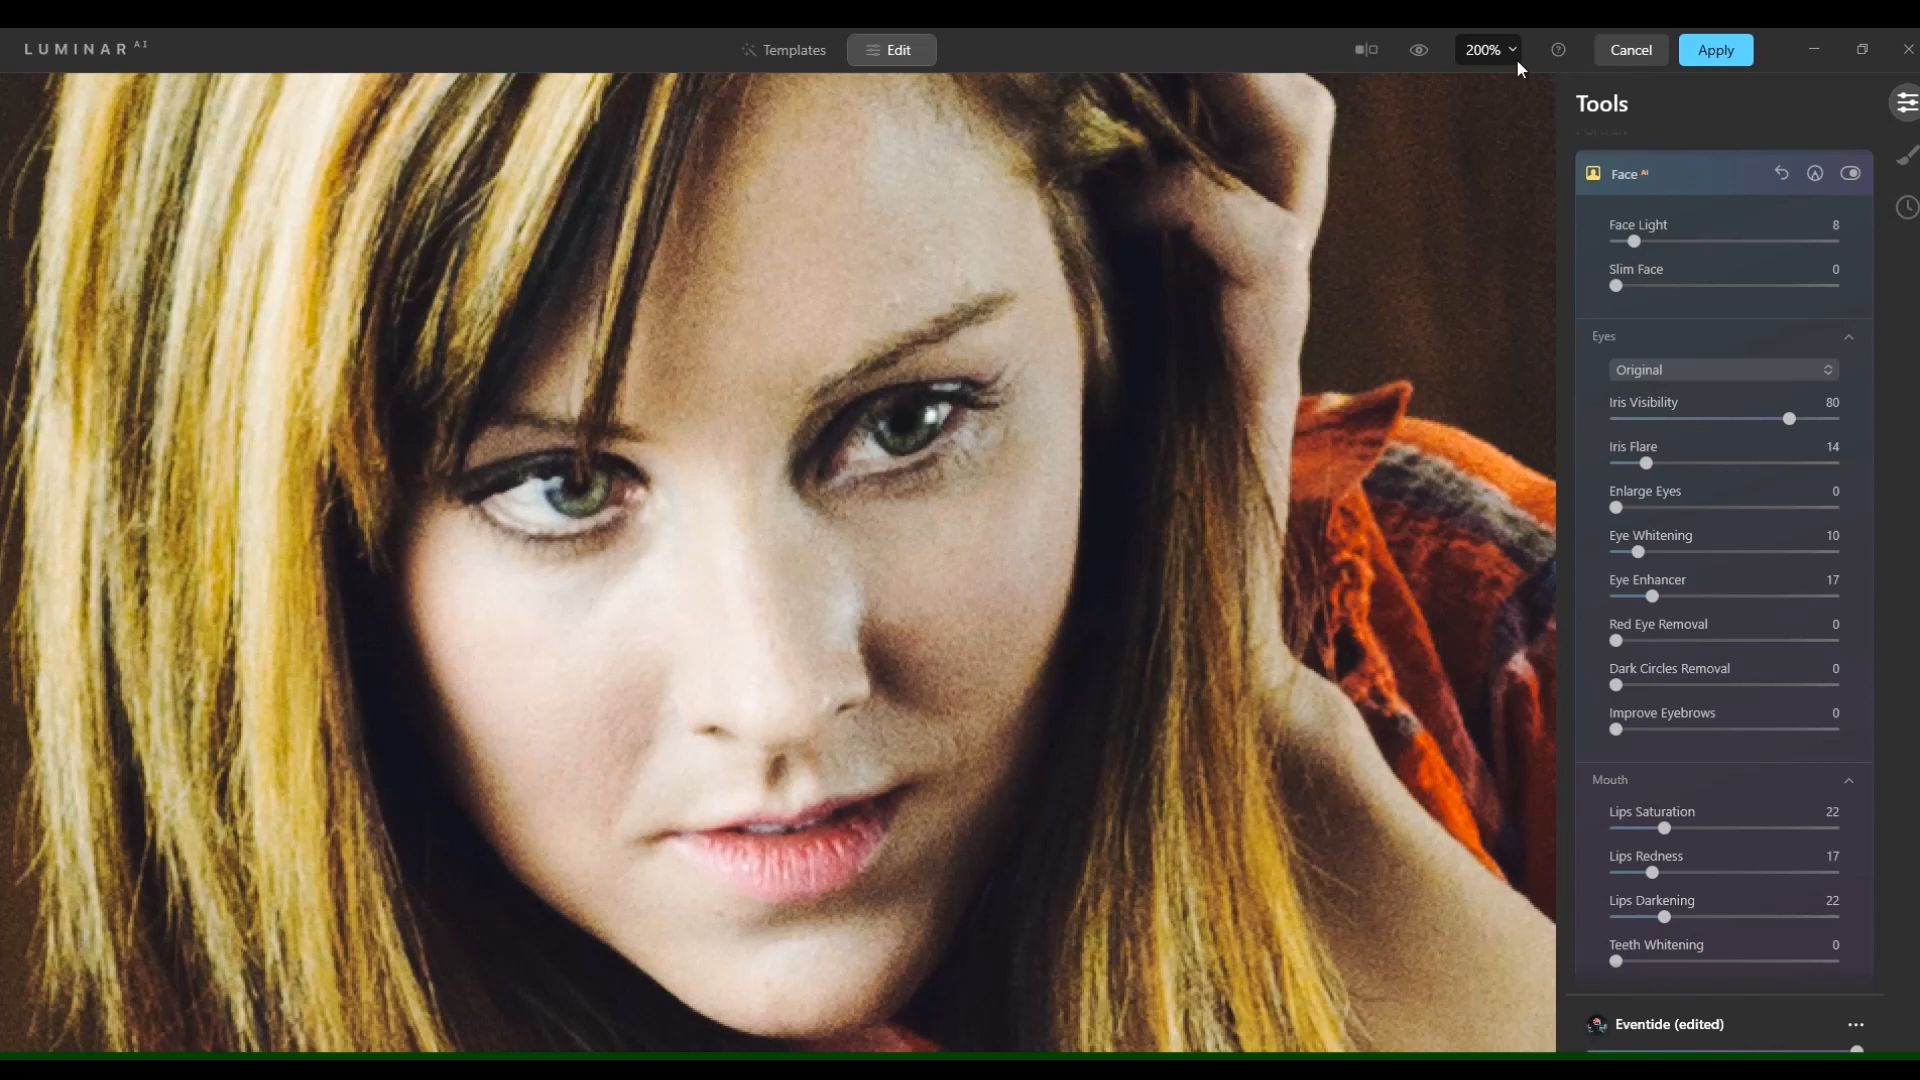 LUMINAR AI
Templates
Edit
200%
Cancel
Apply
Tools
Portrait
Face AI
Face Light 8
Slim Face 0
Eyes
Original
Iris Visibility 80
Iris Flare 14
Enlarge Eyes 0
Eye Whitening 10
Eye Enhancer 17
Red Eye Removal 0
Dark Circles Removal 0
Improve Eyebrows 0
Mouth
Lips Saturation 22
Lips Redness 17
Lips Darkening 22
Teeth Whitening 0
Eventide (edited)